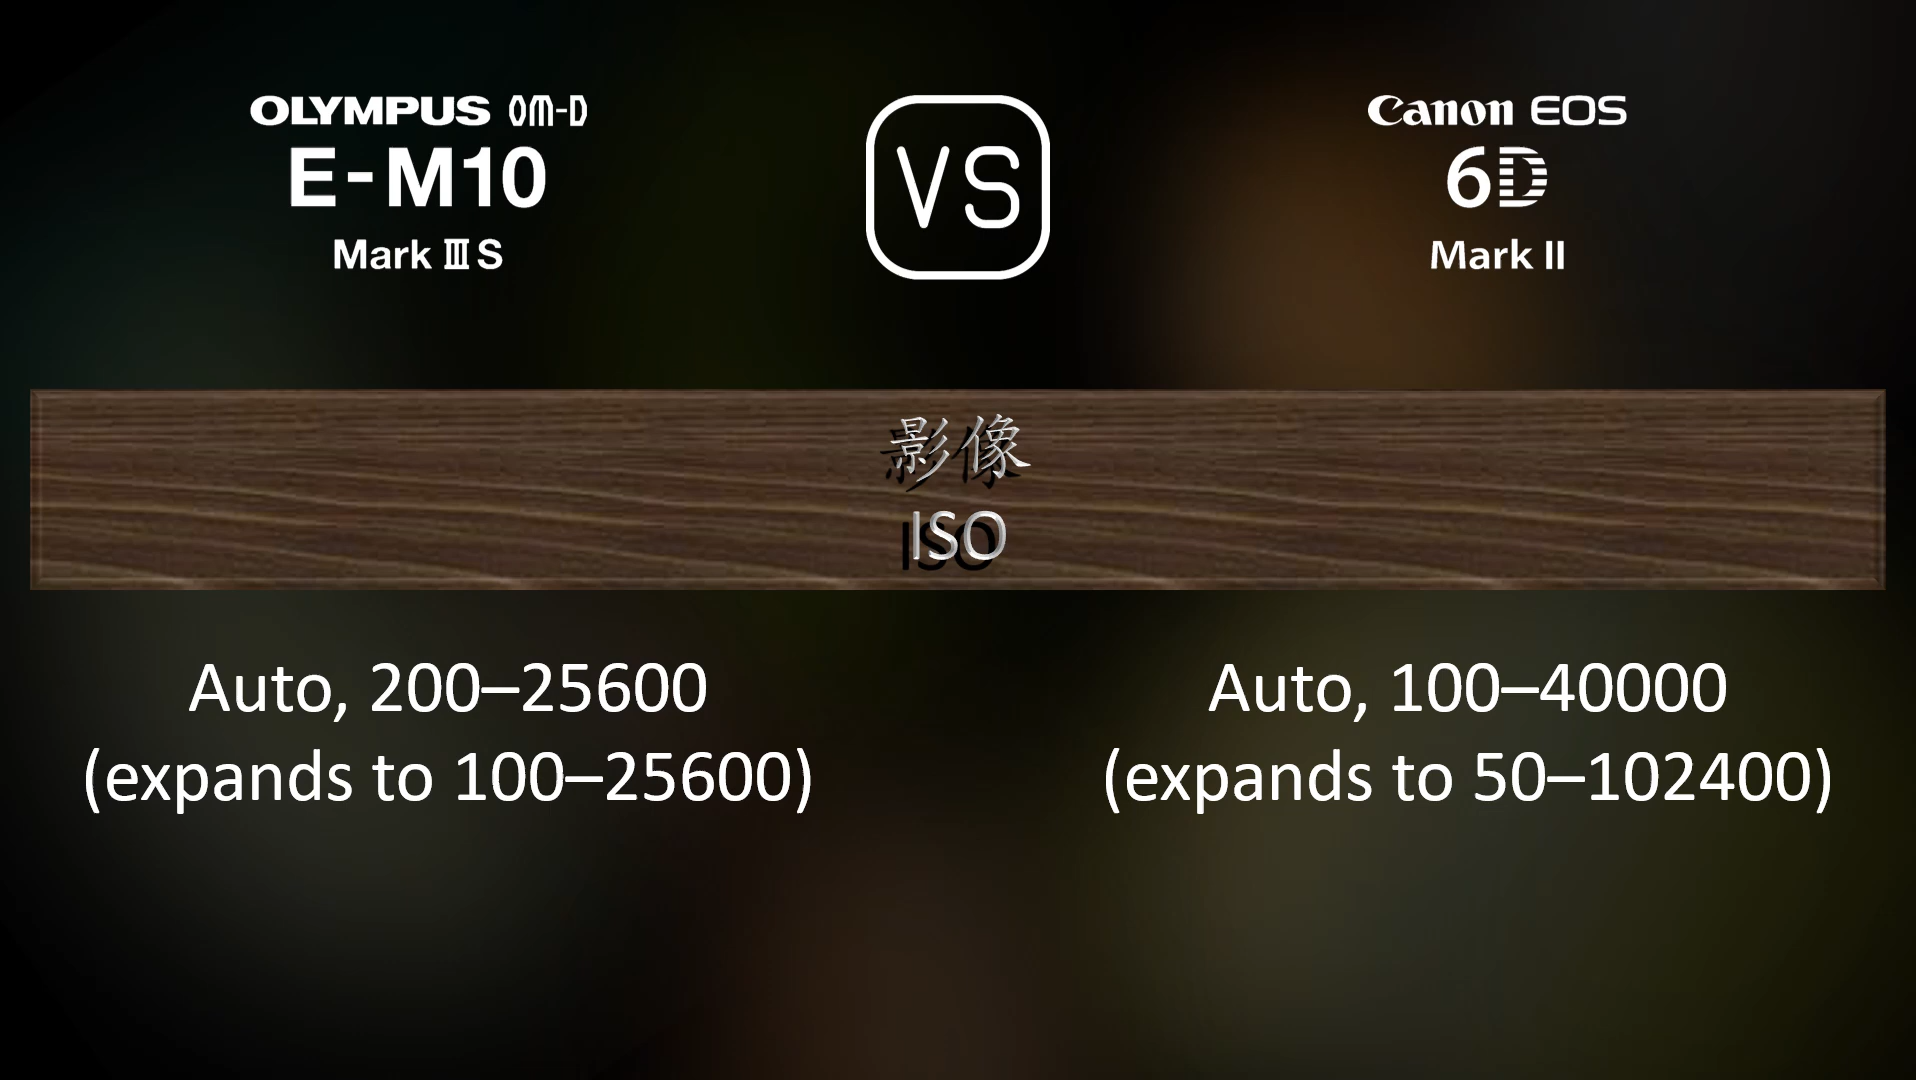 OLYMPUS OM-D
E-M10
Mark III S
VS
Canon EOS
6D
Mark II
影像
ISO
Auto, 200–25600
(expands to 100–25600)
Auto, 100–40000
(expands to 50–102400)